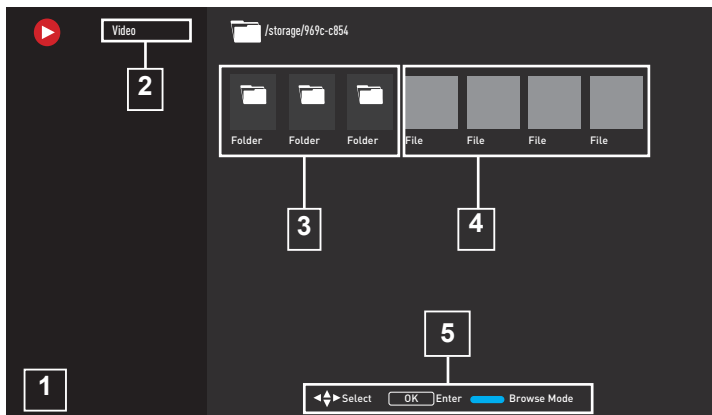 Video
/storage/969c-c854
2
Folder Folder Folder File File File File
3 4
5
1
Select OK Enter Browse Mode